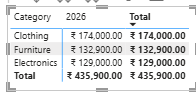 Category 2026 Total
Clothing ₹ 174,000.00 ₹ 174,000.00
Furniture ₹ 132,900.00 ₹ 132,900.00
Electronics ₹ 129,000.00 ₹ 129,000.00
Total ₹ 435,900.00 ₹ 435,900.00